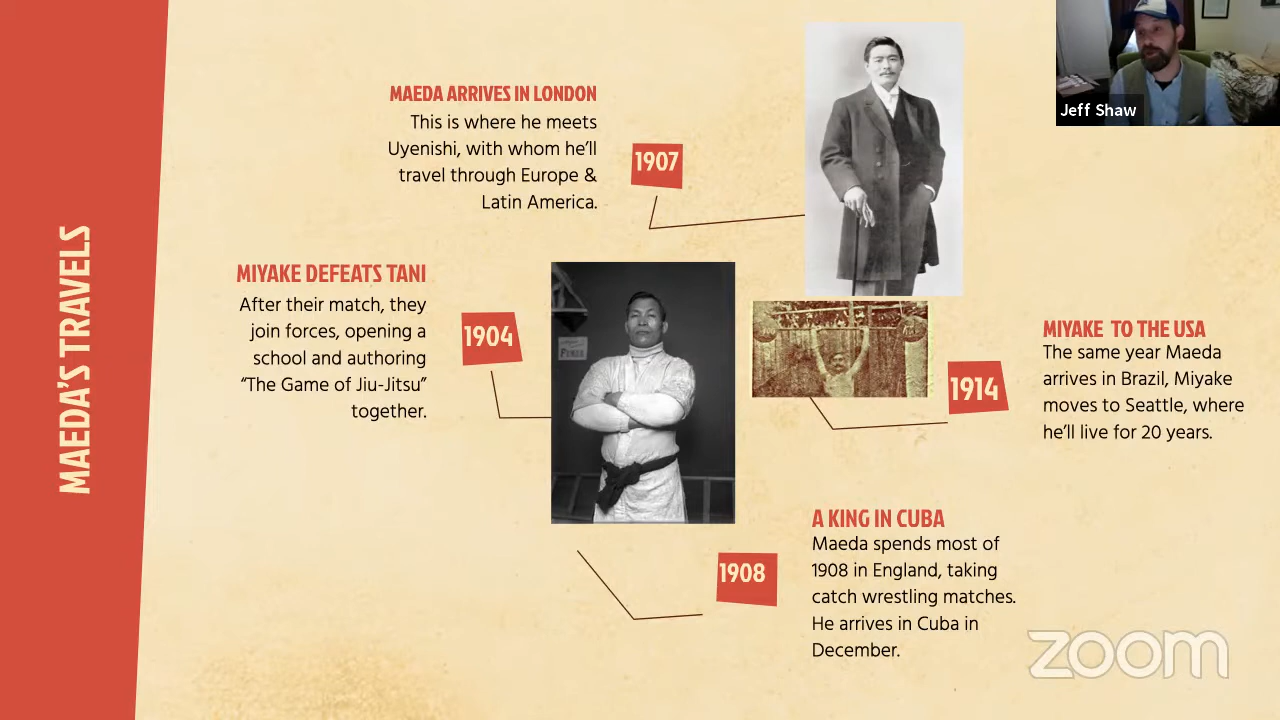 MAEDA'S TRAVELS
MAEDA ARRIVES IN LONDON
This is where he meets
Uyenishi, with whom he'll
travel through Europe &
Latin America.
1907
MIYAKE DEFEATS TANI
After their match, they
join forces, opening a
school and authoring
“The Game of Jiu-Jitsu”
together.
1904
1914
MIYAKE TO THE USA
The same year Maeda
arrives in Brazil, Miyake
moves to Seattle, where
he'll live for 20 years.
1908
A KING IN CUBA
Maeda spends most of
1908 in England, taking
catch wrestling matches.
He arrives in Cuba in
December.
Jeff Shaw
zoom